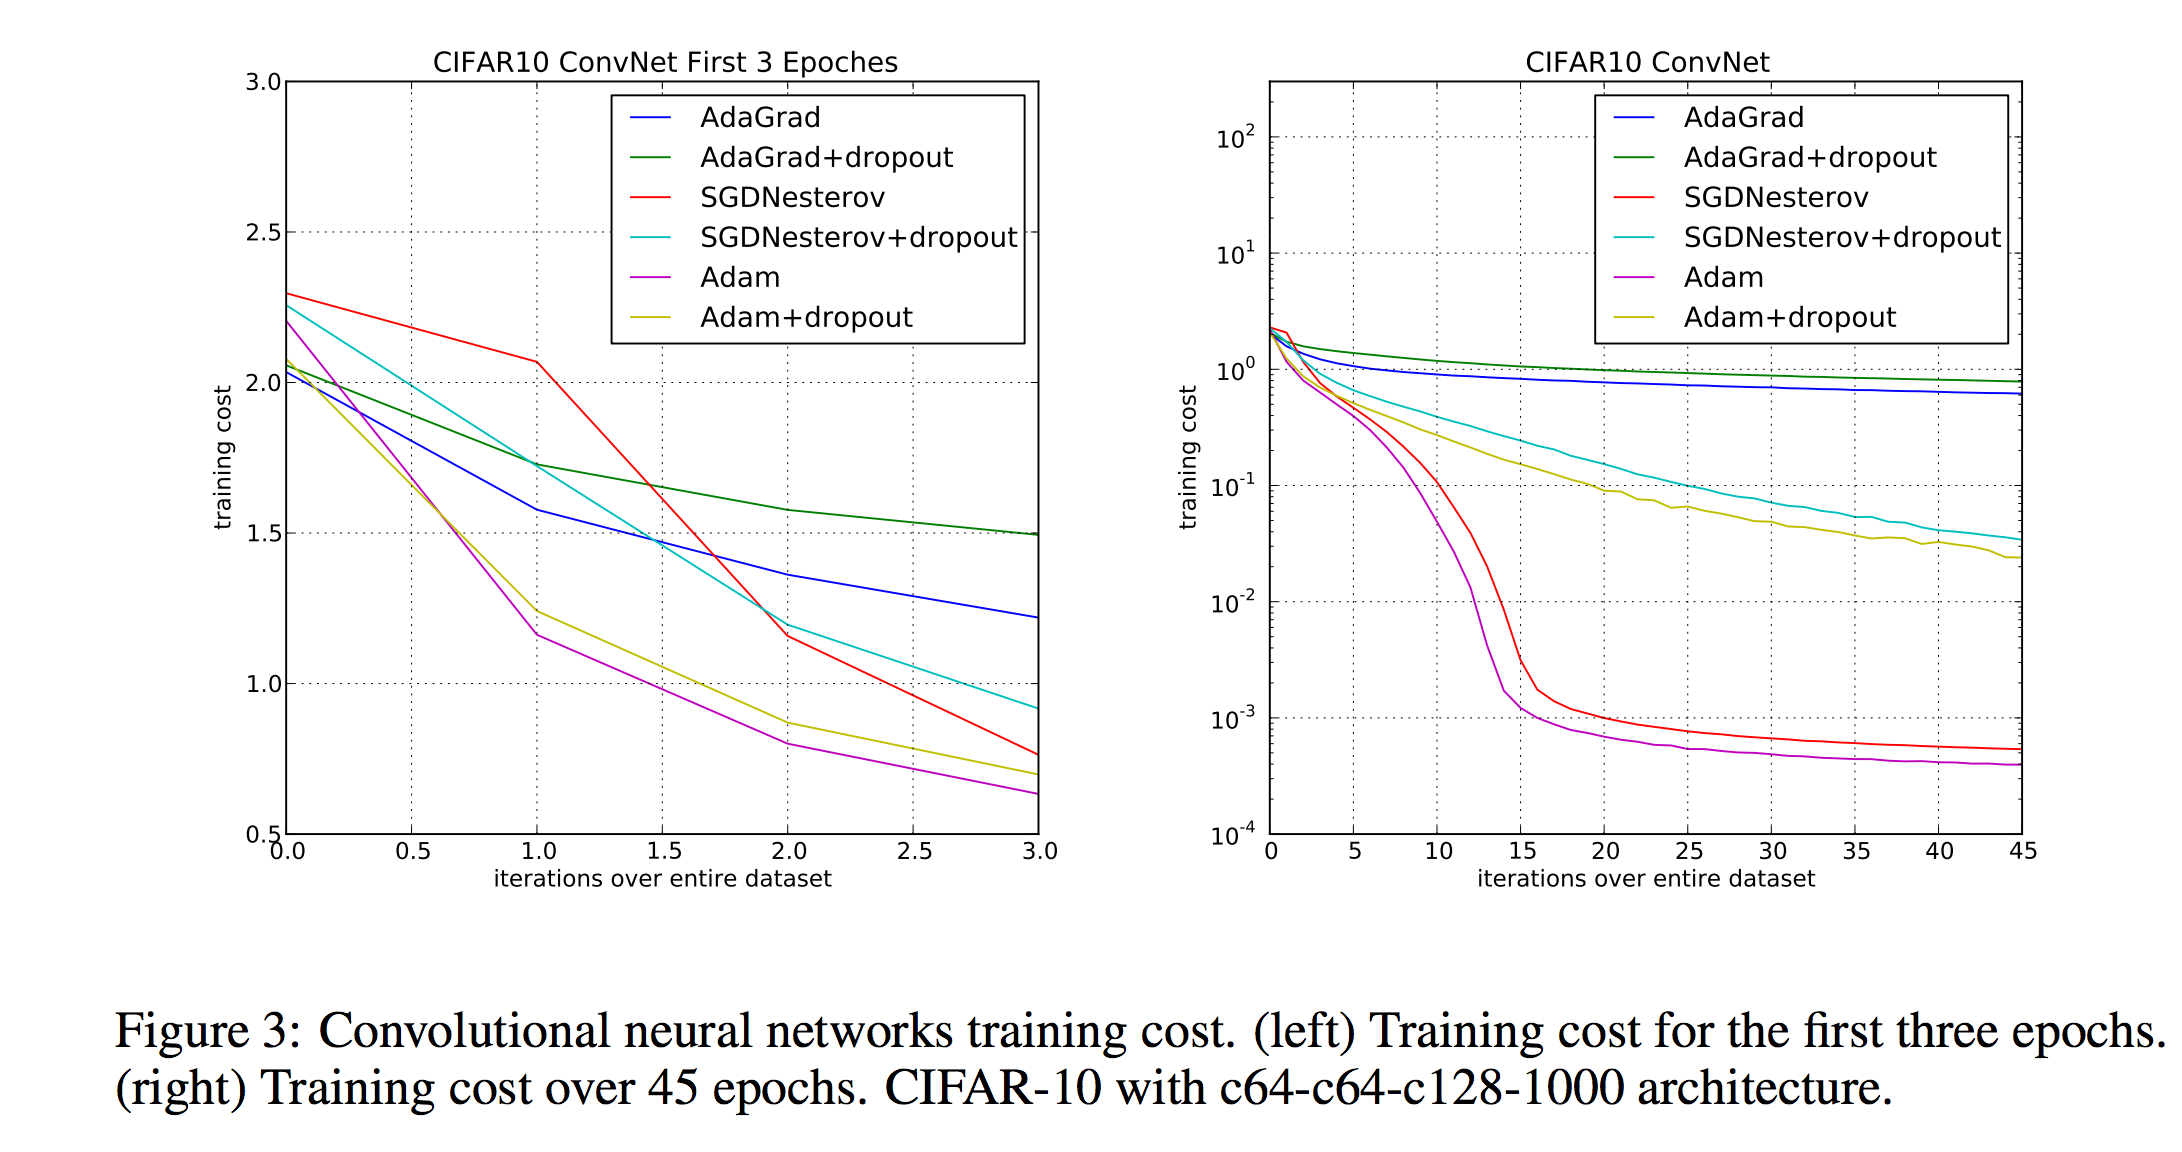 CIFAR10 ConvNet First 3 Epoches
3.0
2.5
2.0
1.5
1.0
0.5
training cost
AdaGrad
AdaGrad+dropout
SGDNesterov
SGDNesterov+dropout
Adam
Adam+dropout
0.0 0.5 1.0 1.5 2.0 2.5 3.0
iterations over entire dataset
CIFAR10 ConvNet
10^2
10^1
10^0
10^-1
10^-2
10^-3
10^-4
training cost
AdaGrad
AdaGrad+dropout
SGDNesterov
SGDNesterov+dropout
Adam
Adam+dropout
0 5 10 15 20 25 30 35 40 45
iterations over entire dataset
Figure 3: Convolutional neural networks training cost. (left) Training cost for the first three epochs.
(right) Training cost over 45 epochs. CIFAR-10 with c64-c64-c128-1000 architecture.